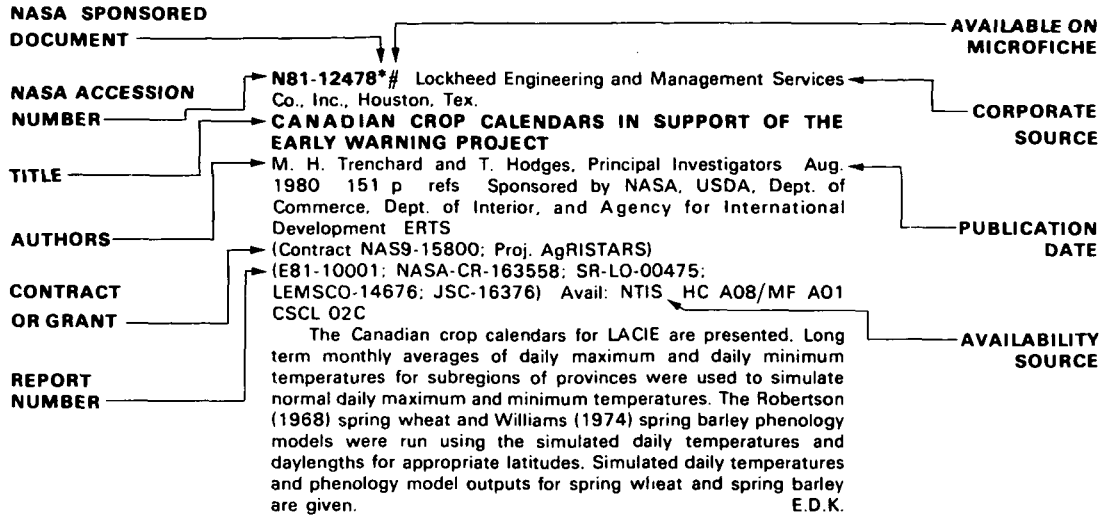 NASA SPONSORED
DOCUMENT
AVAILABLE ON
MICROFICHE
NASA ACCESSION
NUMBER
N81-12478*# Lockheed Engineering and Management Services
Co., Inc., Houston, Tex.
CORPORATE
SOURCE
TITLE
CANADIAN CROP CALENDARS IN SUPPORT OF THE
EARLY WARNING PROJECT
AUTHORS
M. H. Trenchard and T. Hodges, Principal Investigators Aug.
1980 151 p refs Sponsored by NASA, USDA, Dept. of
Commerce, Dept. of Interior, and Agency for International
Development ERTS
PUBLICATION
DATE
CONTRACT
OR GRANT
(Contract NAS9-15800; Proj. AgRISTARS)
REPORT
NUMBER
(E81-10001; NASA-CR-163558; SR-LO-00475;
LEMSCO-14676; JSC-16376) Avail: NTIS HC A08/MF A01
CSCL 02C
AVAILABILITY
SOURCE
The Canadian crop calendars for LACIE are presented. Long
term monthly averages of daily maximum and daily minimum
temperatures for subregions of provinces were used to simulate
normal daily maximum and minimum temperatures. The Robertson
(1968) spring wheat and Williams (1974) spring barley phenology
models were run using the simulated daily temperatures and
daylengths for appropriate latitudes. Simulated daily temperatures
and phenology model outputs for spring wheat and spring barley
are given. E.D.K.